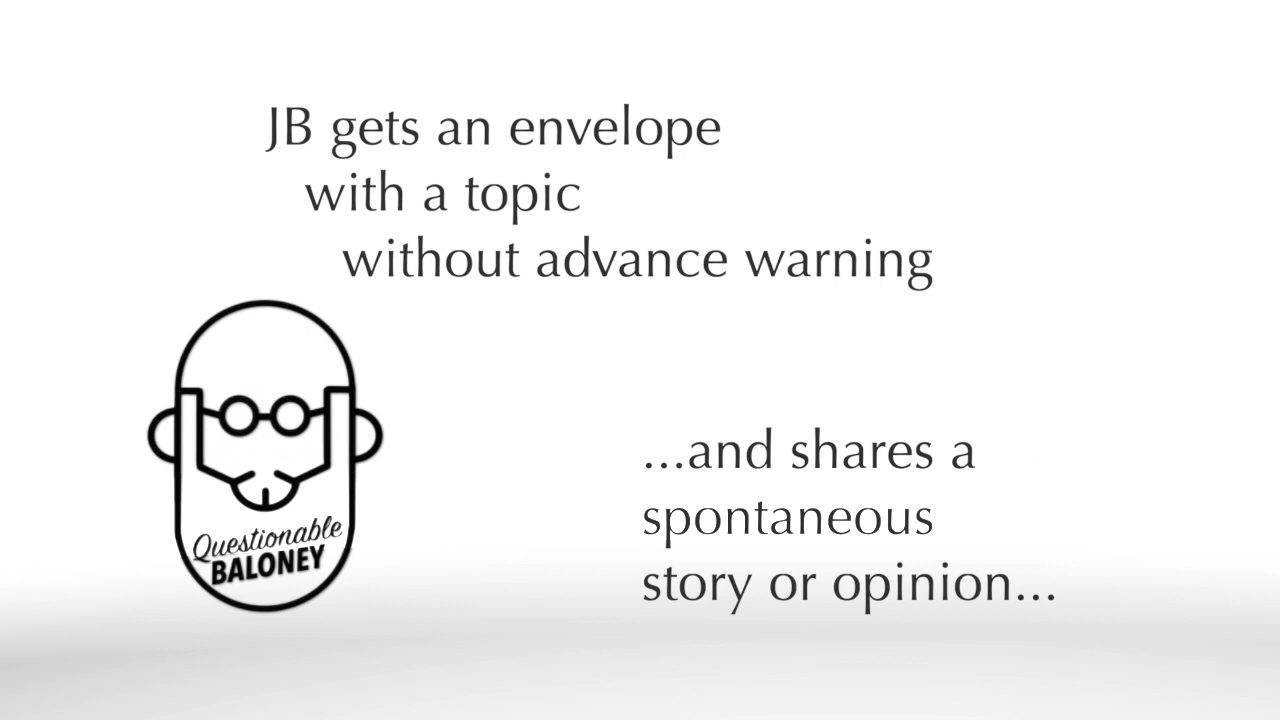 JB gets an envelope
with a topic
without advance warning
...and shares a
spontaneous
story or opinion...
Questionable
BALONEY